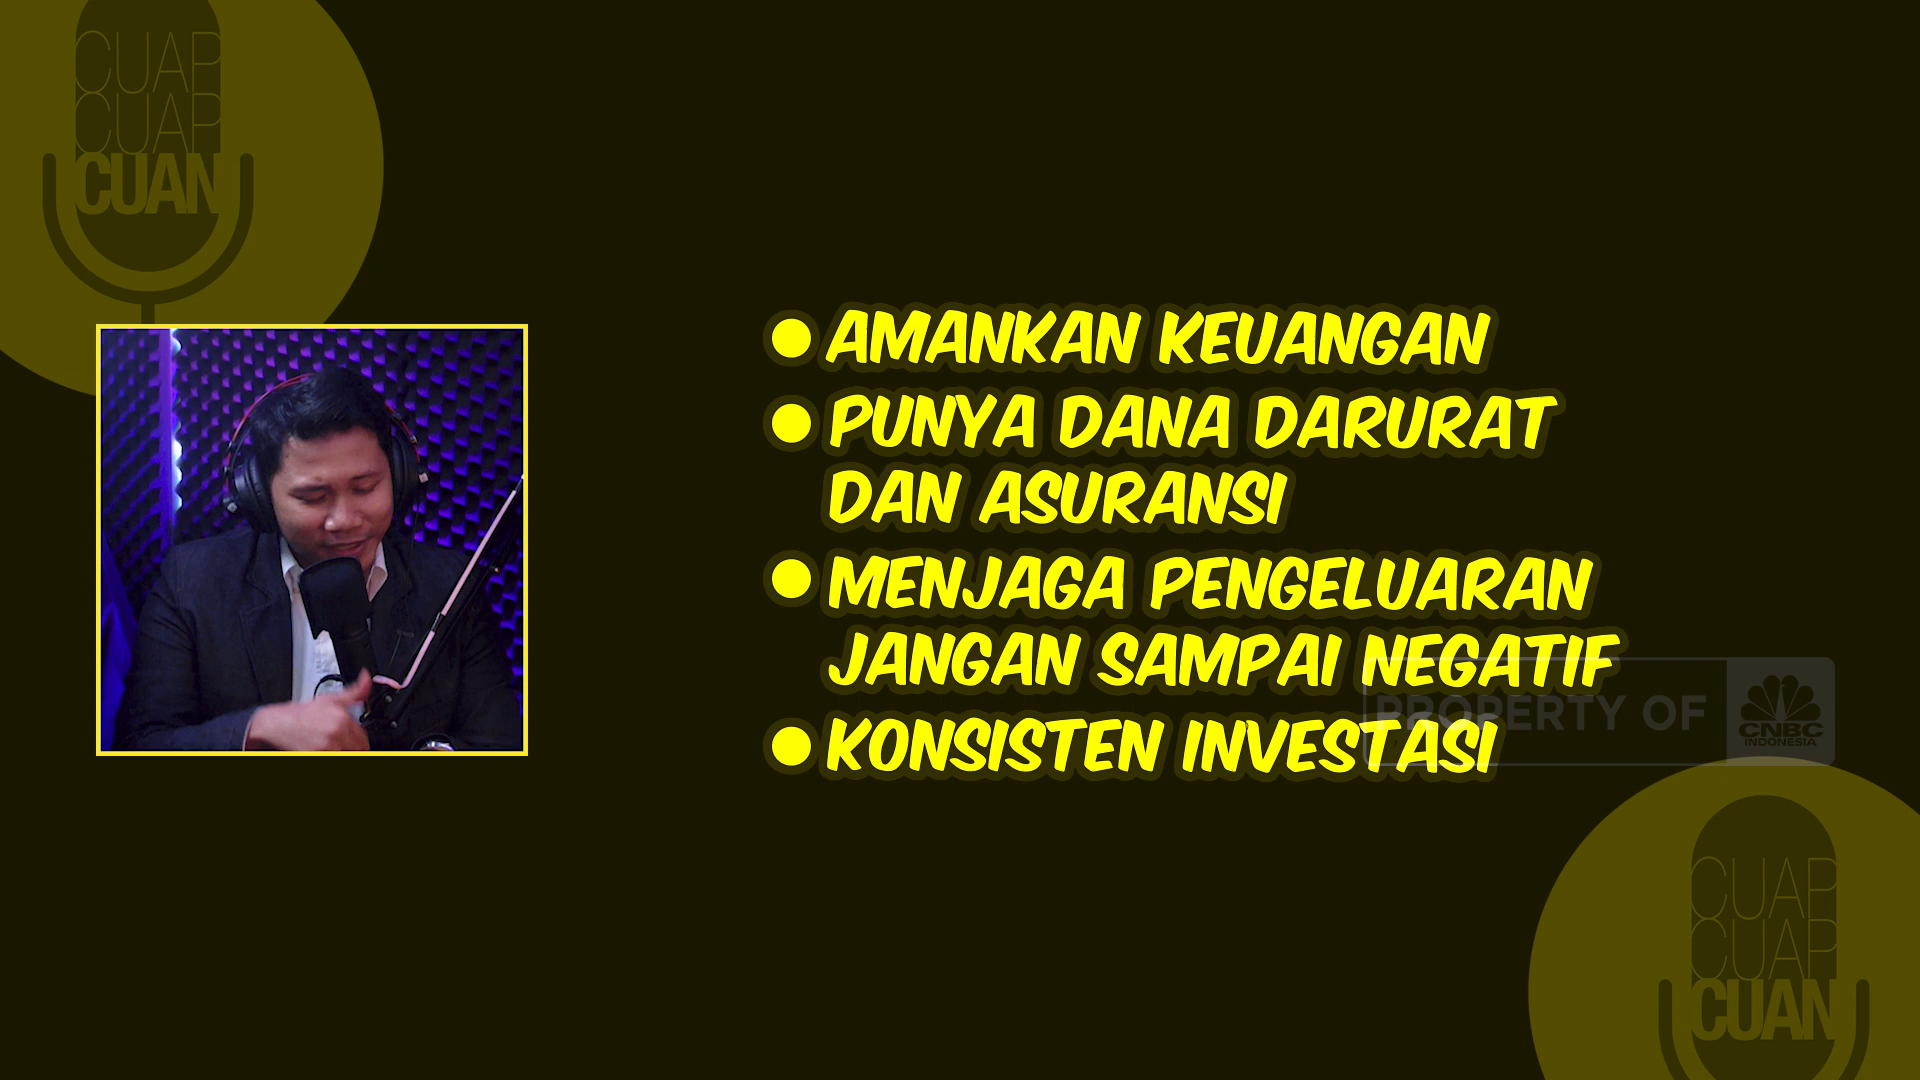 CUAP
CUAP
CUAN
● AMANKAN KEUANGAN
● PUNYA DANA DARURAT
DAN ASURANSI
● MENJAGA PENGELUARAN
JANGAN SAMPAI NEGATIF
● KONSISTEN INVESTASI
PROPERTY OF
CNBC
INDONESIA
CUAP
CUAP
CUAN